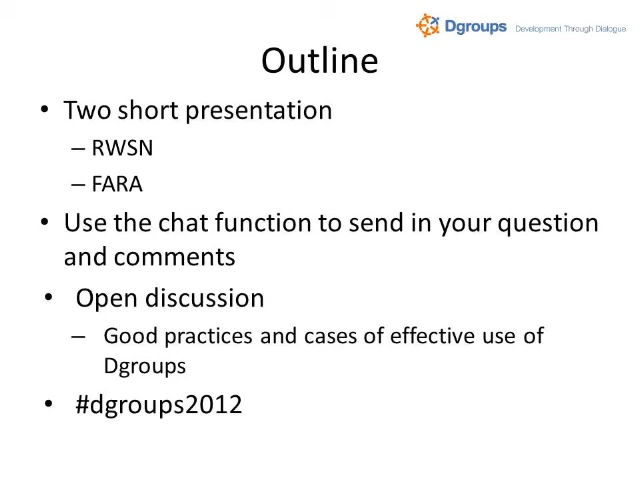 Dgroups Development Through Dialogue
Outline
• Two short presentation
– RWSN
– FARA
• Use the chat function to send in your question
and comments
• Open discussion
– Good practices and cases of effective use of
Dgroups
• #dgroups2012